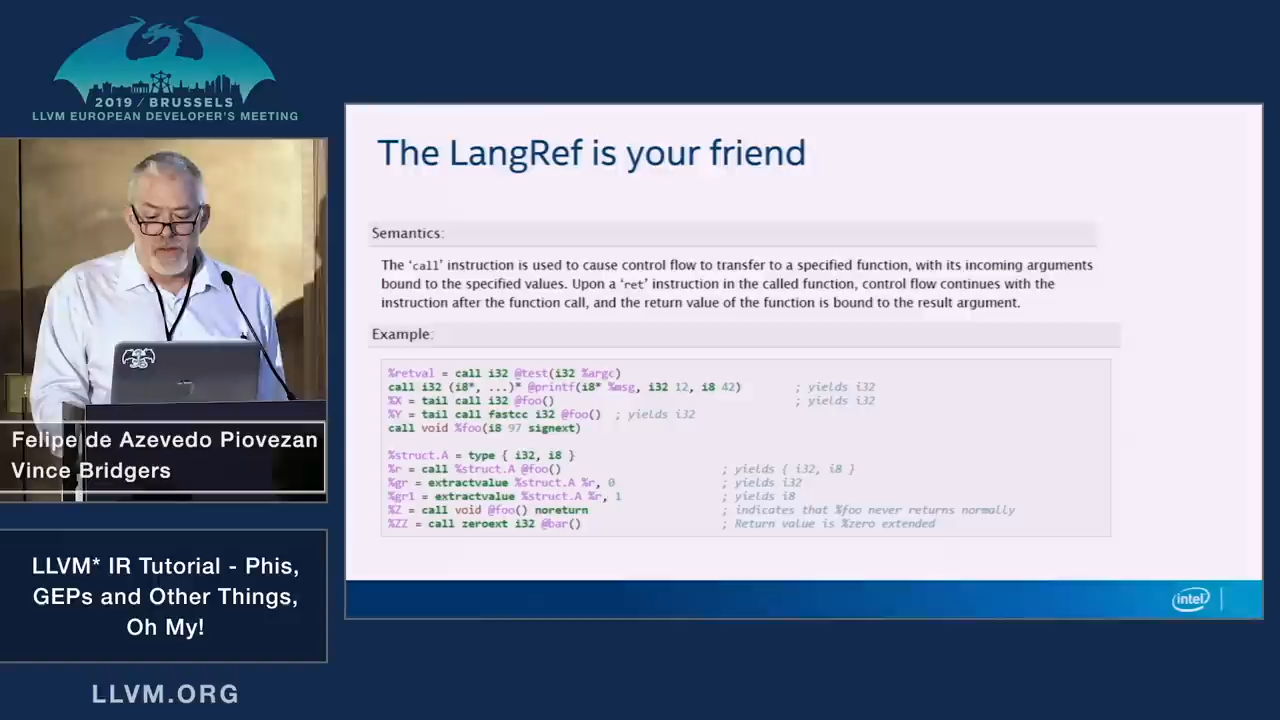 2019 / BRUSSELS
LLVM EUROPEAN DEVELOPER'S MEETING
Felipe de Azevedo Piovezan
Vince Bridgers
LLVM* IR Tutorial - Phis,
GEPs and Other Things,
Oh My!
LLVM.ORG
The LangRef is your friend
Semantics:
The 'call' instruction is used to cause control flow to transfer to a specified function, with its incoming arguments
bound to the specified values. Upon a 'ret' instruction in the called function, control flow continues with the
instruction after the function call, and the return value of the function is bound to the result argument.
Example:
%retval = call i32 @test(i32 %argc)
call i32 (i8*, ...)* @printf(i8* %msg, i32 12, i8 42) ; yields i32
%X = tail call i32 @foo() ; yields i32
%Y = tail call fastcc i32 @foo() ; yields i32
call void %foo(i8 97 signext)
%struct.A = type { i32, i8 }
%r = call %struct.A @foo() ; yields { i32, i8 }
%gr = extractvalue %struct.A %r, 0 ; yields i32
%gr1 = extractvalue %struct.A %r, 1 ; yields i8
%Z = call void @foo() noreturn ; indicates that %foo never returns normally
%ZZ = call zeroext i32 @bar() ; Return value is %zero extended
intel